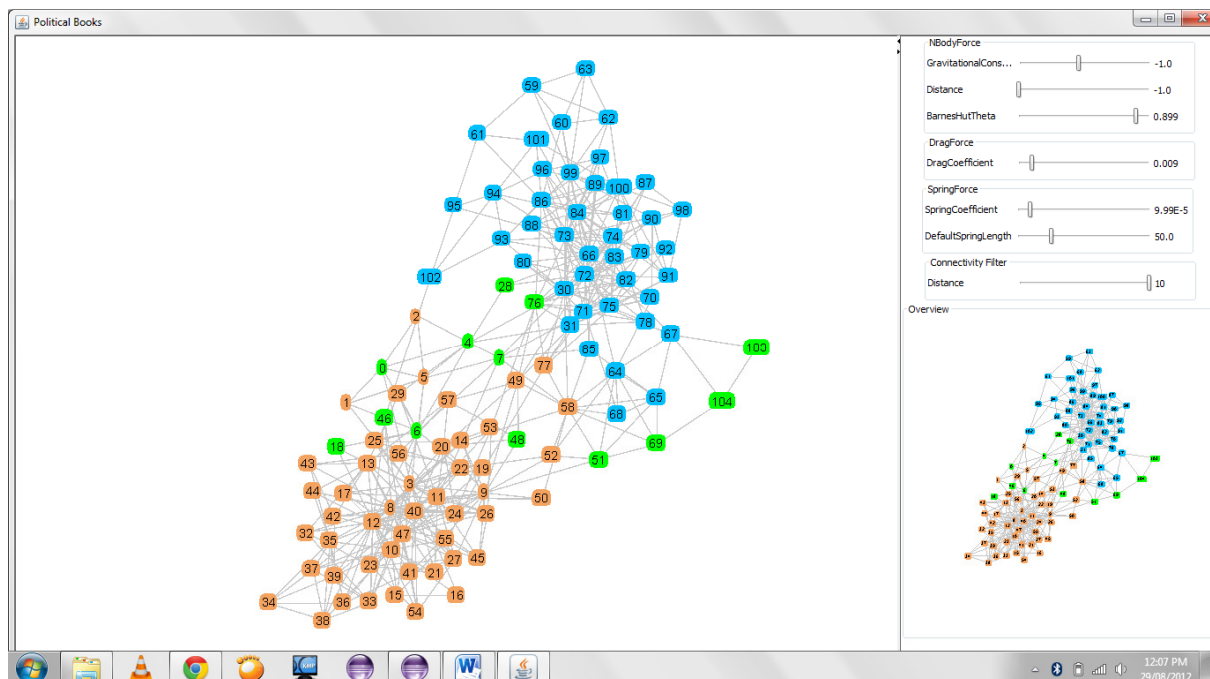 Political Books
NBodyForce
GravitationalCons... -1.0
Distance -1.0
BarnesHutTheta 0.899
DragForce
DragCoefficient 0.009
SpringForce
SpringCoefficient 9.99E-5
DefaultSpringLength 50.0
Connectivity Filter
Distance 10
Overview
63
59
60 62
61 101
97
96 99
89 100 87
94
95 86 84 81 98
88 90
93 73 74
66 83 79 92
80
102 72 82 91
28 30
76 70
71 75
2 31 78 67
4
7 85 103
0 77
5 64
49
29
1 57 65 104
58
46 68
6 53
18 25 20 14 48 69
56 52 51
43 13 22 19
3
44 17 11 9 50
8
42 12 40 24 26
32 35 47 55
10
37 39 23 41 21 27 45
34 36 33 15 16
38 54
12:07 PM
29/08/2012